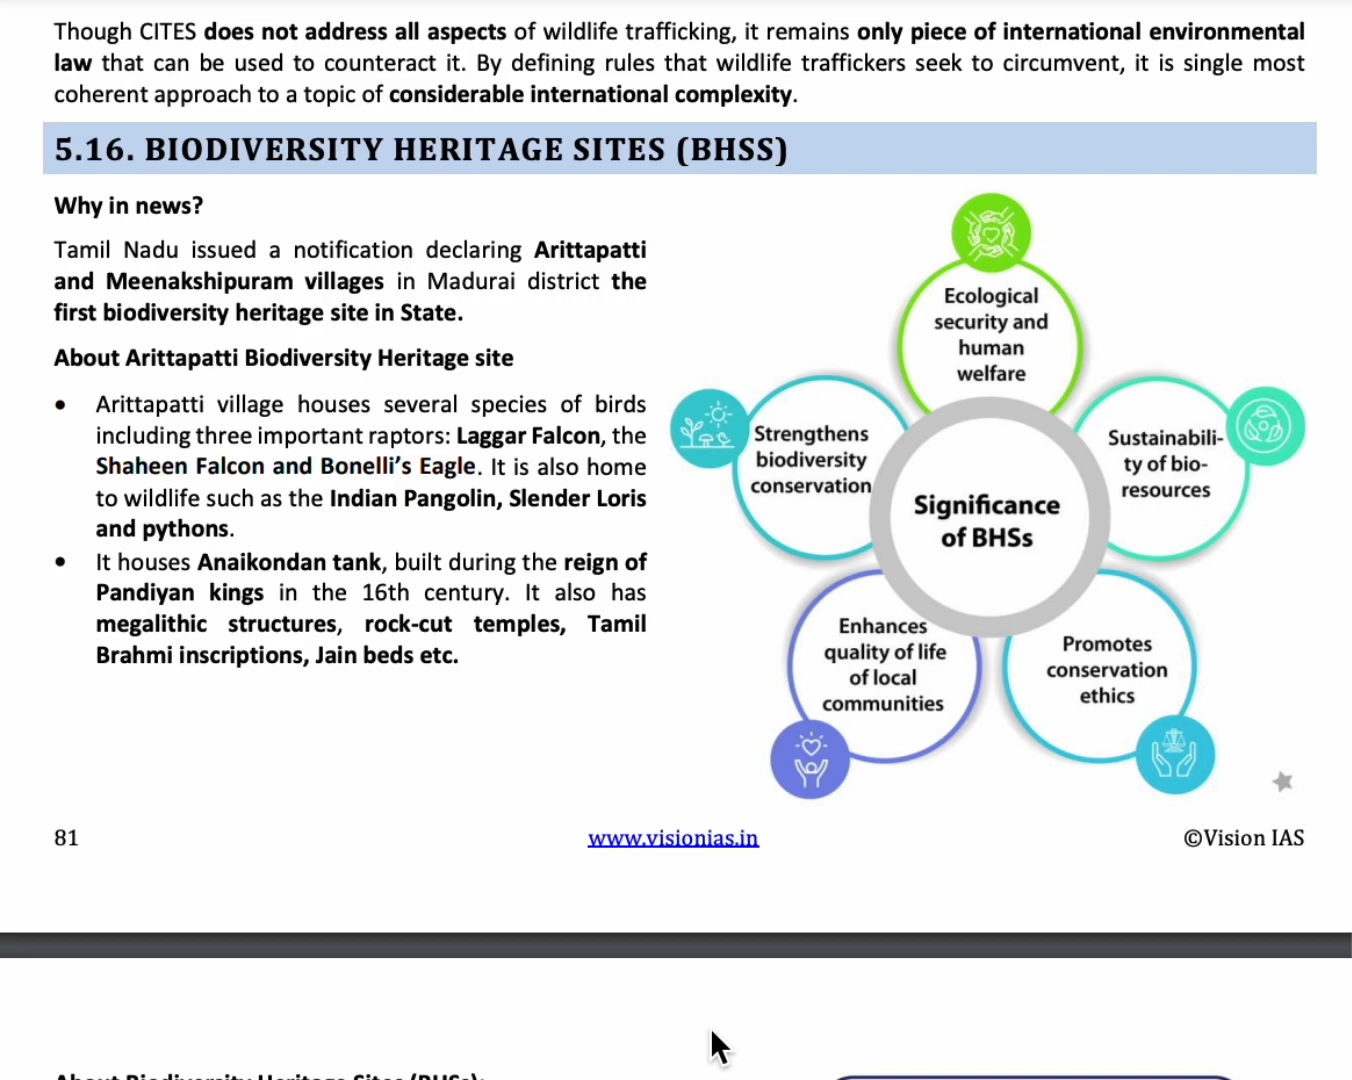 Though CITES does not address all aspects of wildlife trafficking, it remains only piece of international environmental
law that can be used to counteract it. By defining rules that wildlife traffickers seek to circumvent, it is single most
coherent approach to a topic of considerable international complexity.
5.16. BIODIVERSITY HERITAGE SITES (BHSS)
Why in news?
Tamil Nadu issued a notification declaring Arittapatti
and Meenakshipuram villages in Madurai district the
first biodiversity heritage site in State.
About Arittapatti Biodiversity Heritage site
• Arittapatti village houses several species of birds
including three important raptors: Laggar Falcon, the
Shaheen Falcon and Bonelli’s Eagle. It is also home
to wildlife such as the Indian Pangolin, Slender Loris
and pythons.
• It houses Anaikondan tank, built during the reign of
Pandiyan kings in the 16th century. It also has
megalithic structures, rock-cut temples, Tamil
Brahmi inscriptions, Jain beds etc.
Ecological
security and
human
welfare
Strengthens
biodiversity
conservation
Sustainabili-
ty of bio-
resources
Significance
of BHSs
Enhances
quality of life
of local
communities
Promotes
conservation
ethics
81
www.visionias.in
©Vision IAS
About Biodiversity Heritage Sites (BHSs):